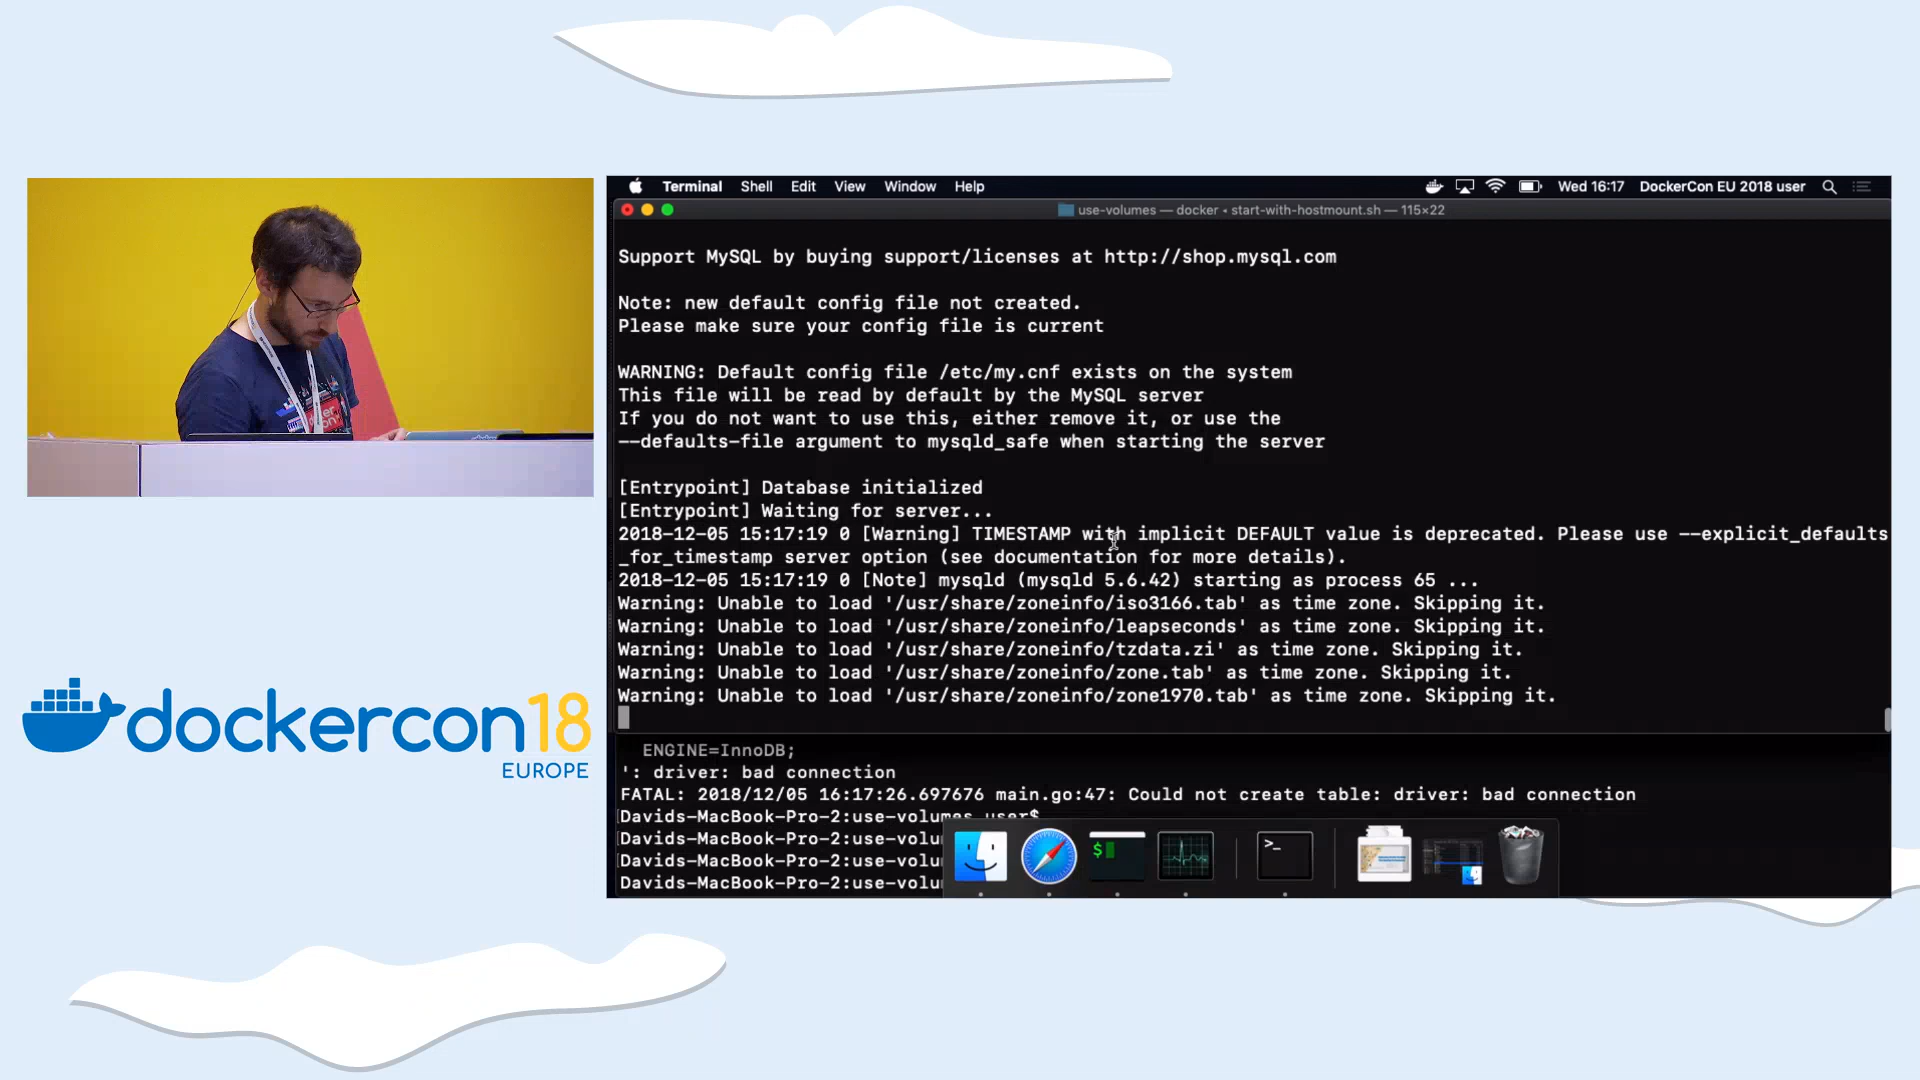 Terminal Shell Edit View Window Help Wed 16:17 DockerCon EU 2018 user
use-volumes — docker • start-with-hostmount.sh — 115×22
Support MySQL by buying support/licenses at http://shop.mysql.com
Note: new default config file not created.
Please make sure your config file is current
WARNING: Default config file /etc/my.cnf exists on the system
This file will be read by default by the MySQL server
If you do not want to use this, either remove it, or use the
--defaults-file argument to mysqld_safe when starting the server
[Entrypoint] Database initialized
[Entrypoint] Waiting for server...
2018-12-05 15:17:19 0 [Warning] TIMESTAMP with implicit DEFAULT value is deprecated. Please use --explicit_defaults
_for_timestamp server option (see documentation for more details).
2018-12-05 15:17:19 0 [Note] mysqld (mysqld 5.6.42) starting as process 65 ...
Warning: Unable to load '/usr/share/zoneinfo/iso3166.tab' as time zone. Skipping it.
Warning: Unable to load '/usr/share/zoneinfo/leapseconds' as time zone. Skipping it.
Warning: Unable to load '/usr/share/zoneinfo/tzdata.zi' as time zone. Skipping it.
Warning: Unable to load '/usr/share/zoneinfo/zone.tab' as time zone. Skipping it.
Warning: Unable to load '/usr/share/zoneinfo/zone1970.tab' as time zone. Skipping it.
ENGINE=InnoDB;
': driver: bad connection
FATAL: 2018/12/05 16:17:26.697676 main.go:47: Could not create table: driver: bad connection
Davids-MacBook-Pro-2:use-volumes user$
Davids-MacBook-Pro-2:use-volu
Davids-MacBook-Pro-2:use-volu
Davids-MacBook-Pro-2:use-volu
dockercon18
EUROPE